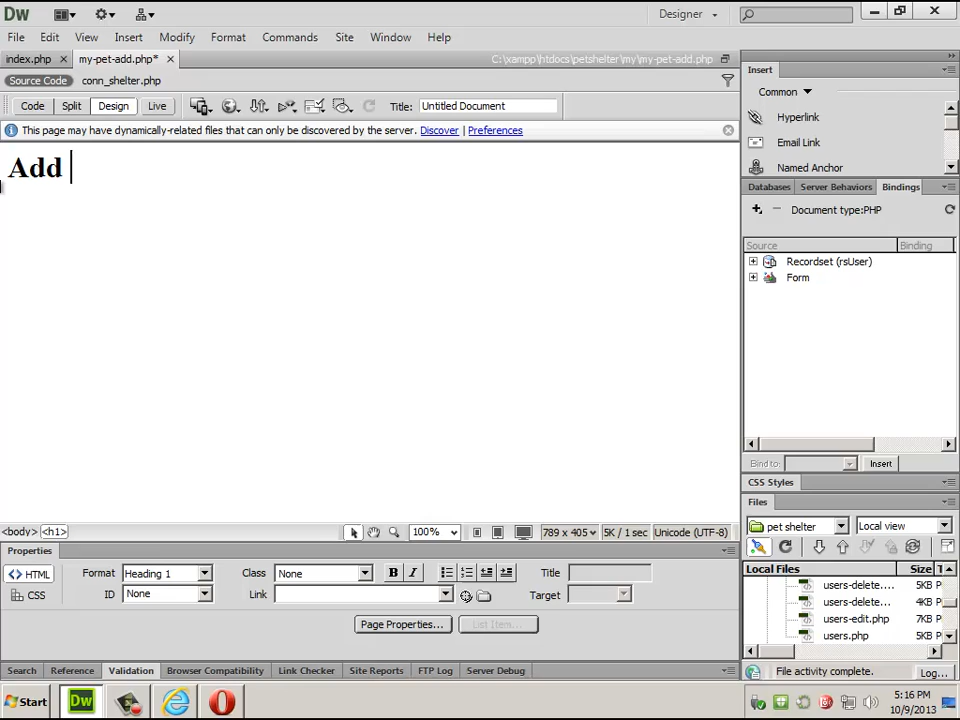 Dw
Designer
File Edit View Insert Modify Format Commands Site Window Help
index.php × my-pet-add.php* × C:\xampp\htdocs\petshelter\my\my-pet-add.php
Source Code conn_shelter.php
Code Split Design Live Title: Untitled Document
This page may have dynamically-related files that can only be discovered by the server. Discover | Preferences
Add
Insert
Common
Hyperlink
Email Link
Named Anchor
Databases Server Behaviors Bindings
Document type:PHP
Source Binding
Recordset (rsUser)
Form
Bind to: Insert
CSS Styles
Files
pet shelter Local view
Local Files Size T
users-delete.... 5KB P
users-delete... 4KB P
users-edit.php 7KB P
users.php 5KB P
File activity complete. Log...
<body> <h1> 100% 789 x 405 5K / 1 sec Unicode (UTF-8)
Properties
<> HTML Format Heading 1 Class None B I Title
CSS ID None Link Target
Page Properties... List Item...
Search Reference Validation Browser Compatibility Link Checker Site Reports FTP Log Server Debug
Start Dw 5:16 PM
10/9/2013